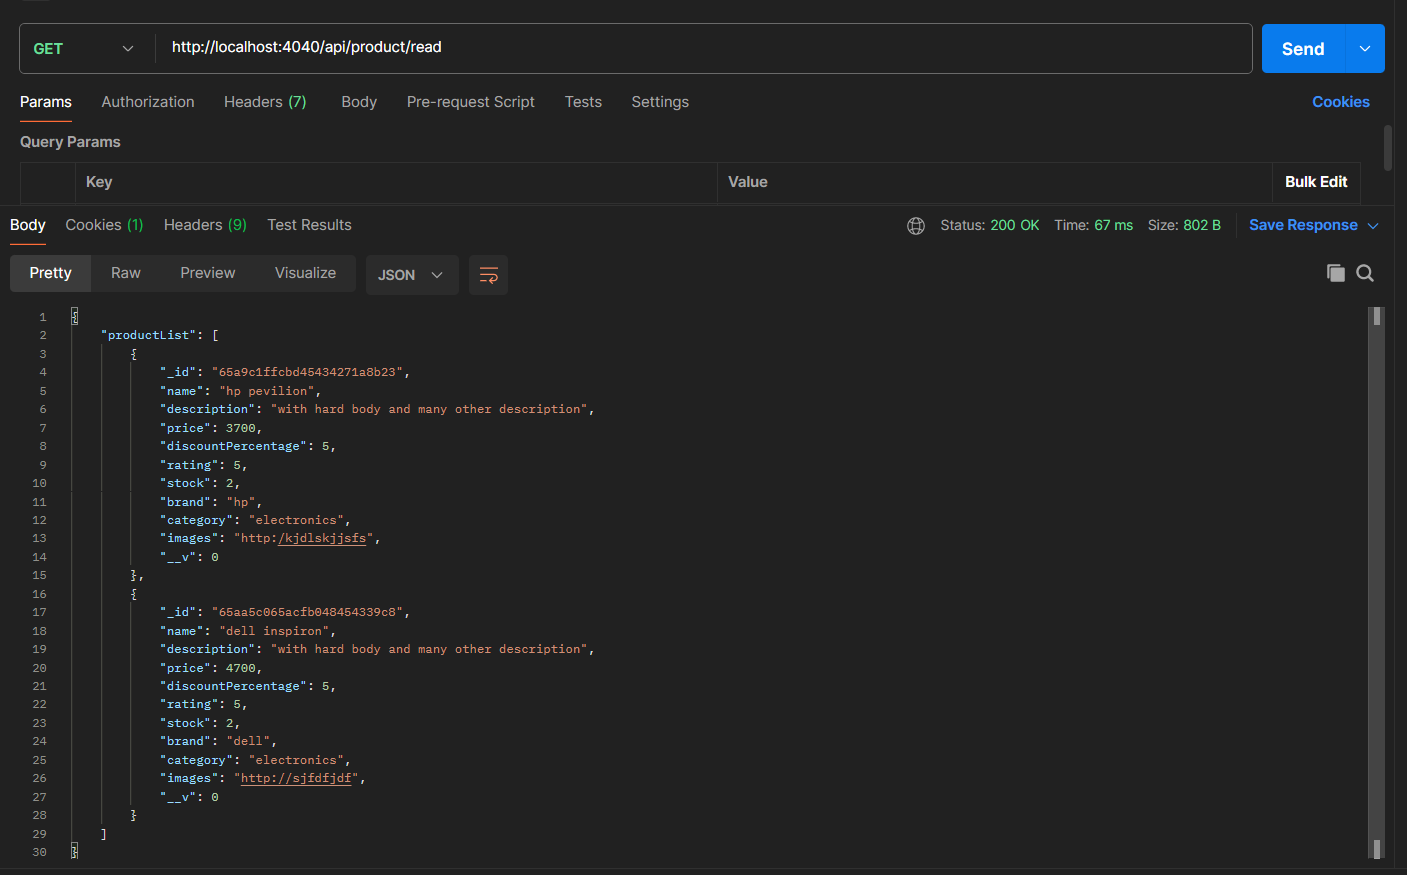 GET http://localhost:4040/api/product/read Send
Params Authorization Headers (7) Body Pre-request Script Tests Settings Cookies
Query Params
Key Value Bulk Edit
Body Cookies (1) Headers (9) Test Results Status: 200 OK Time: 67 ms Size: 802 B Save Response
Pretty Raw Preview Visualize JSON
1 {
2 "productList": [
3 {
4 "_id": "65a9c1ffcbd45434271a8b23",
5 "name": "hp pevilion",
6 "description": "with hard body and many other description",
7 "price": 3700,
8 "discountPercentage": 5,
9 "rating": 5,
10 "stock": 2,
11 "brand": "hp",
12 "category": "electronics",
13 "images": "http:/kjdlskjjsfs",
14 "__v": 0
15 },
16 {
17 "_id": "65aa5c065acfb048454339c8",
18 "name": "dell inspiron",
19 "description": "with hard body and many other description",
20 "price": 4700,
21 "discountPercentage": 5,
22 "rating": 5,
23 "stock": 2,
24 "brand": "dell",
25 "category": "electronics",
26 "images": "http://sjfdfjdf",
27 "__v": 0
28 }
29 ]
30 }